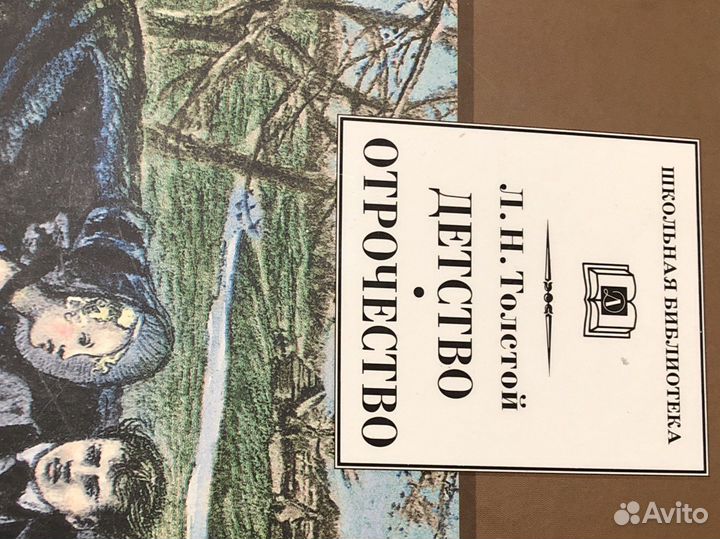 ШКОЛЬНАЯ БИБЛИОТЕКА
Л
Л. Н. Толстой
ДЕТСТВО
•
ОТРОЧЕСТВО
Avito